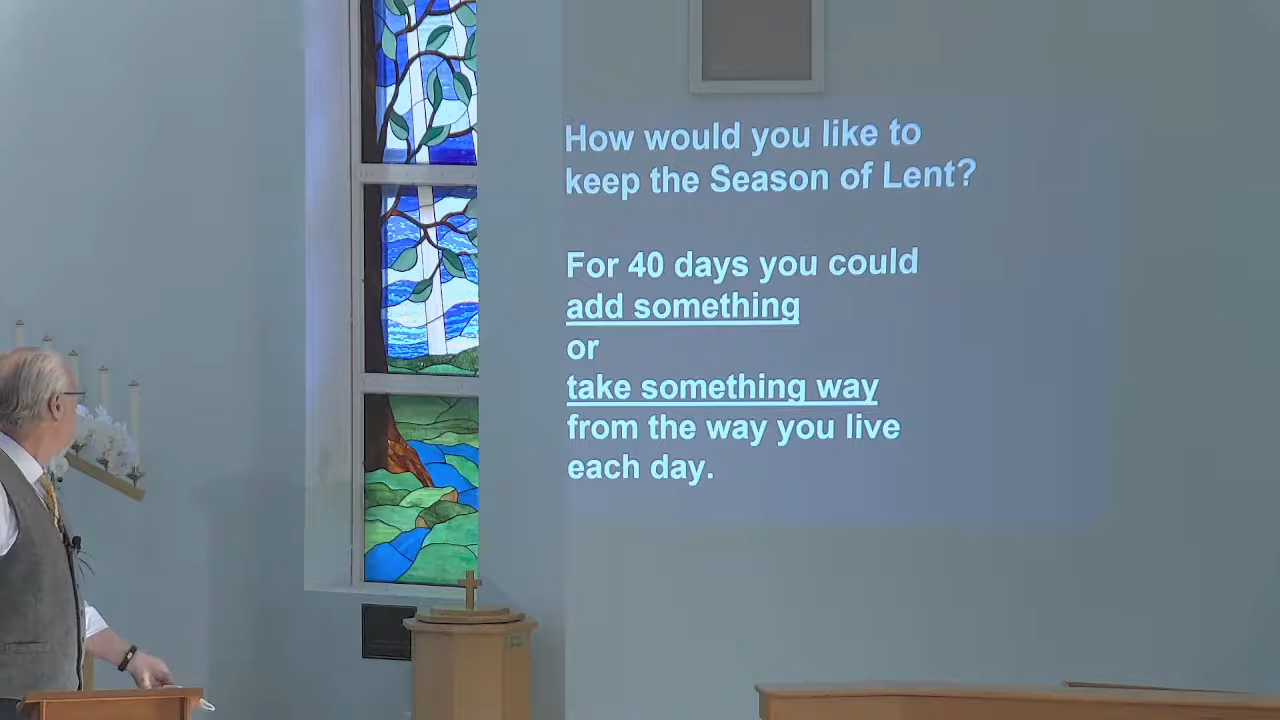 How would you like to
keep the Season of Lent?
For 40 days you could
add something
or
take something way
from the way you live
each day.